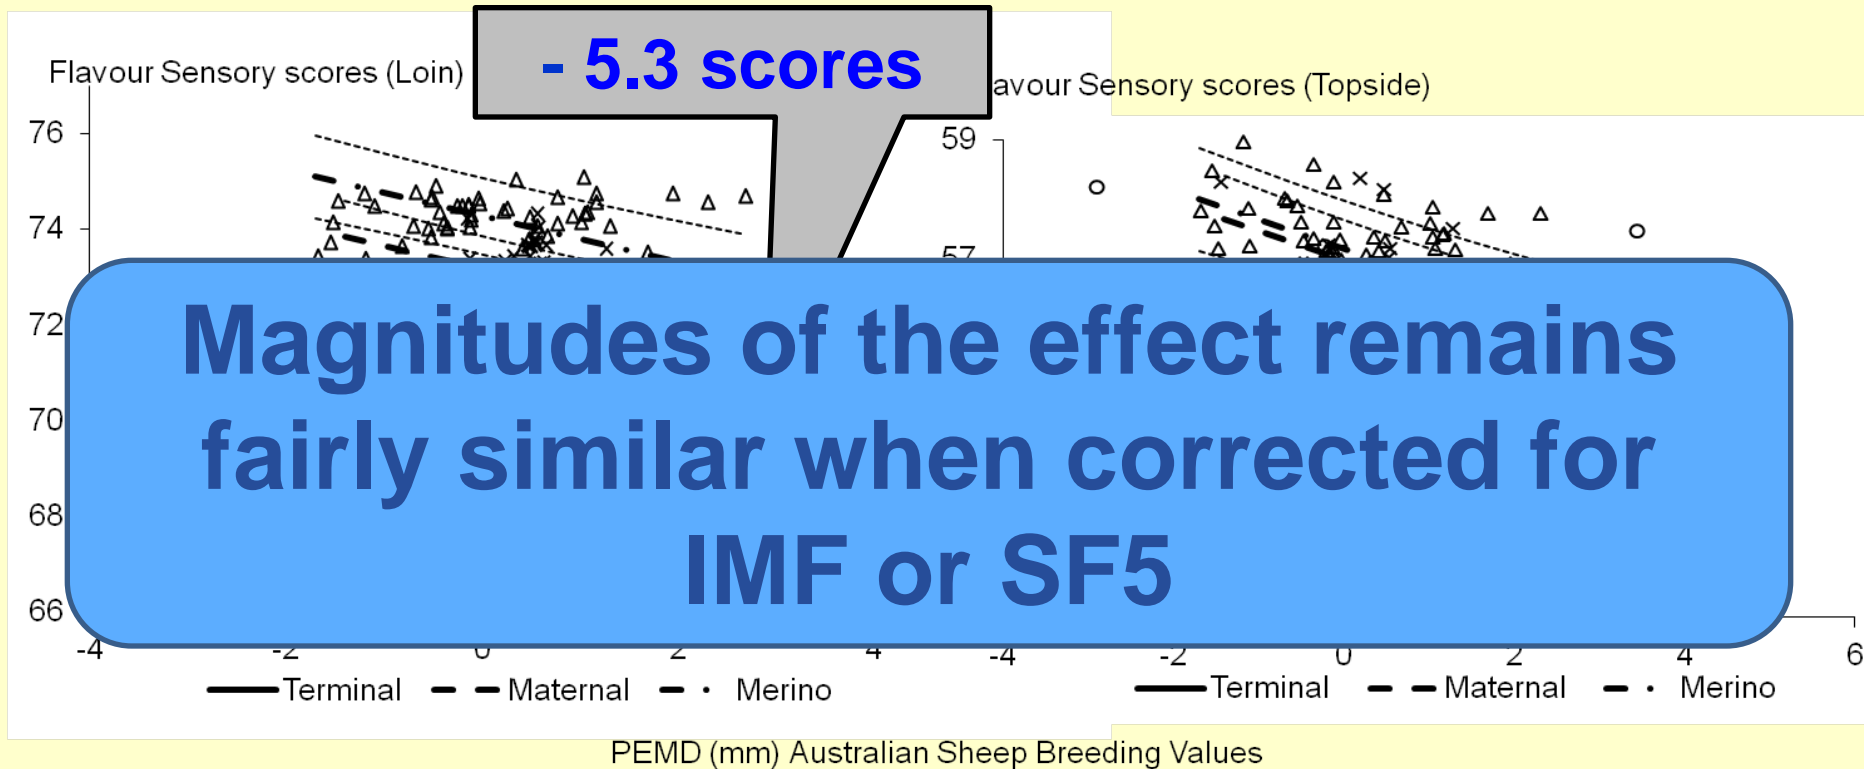 - 5.3 scores
Flavour Sensory scores (Loin)
avour Sensory scores (Topside)
76
74
72
70
68
66
59
57
Magnitudes of the effect remains
fairly similar when corrected for
IMF or SF5
-4 -2 0 2 4
-4 -2 0 2 4 6
Terminal Maternal Merino
Terminal Maternal Merino
PEMD (mm) Australian Sheep Breeding Values